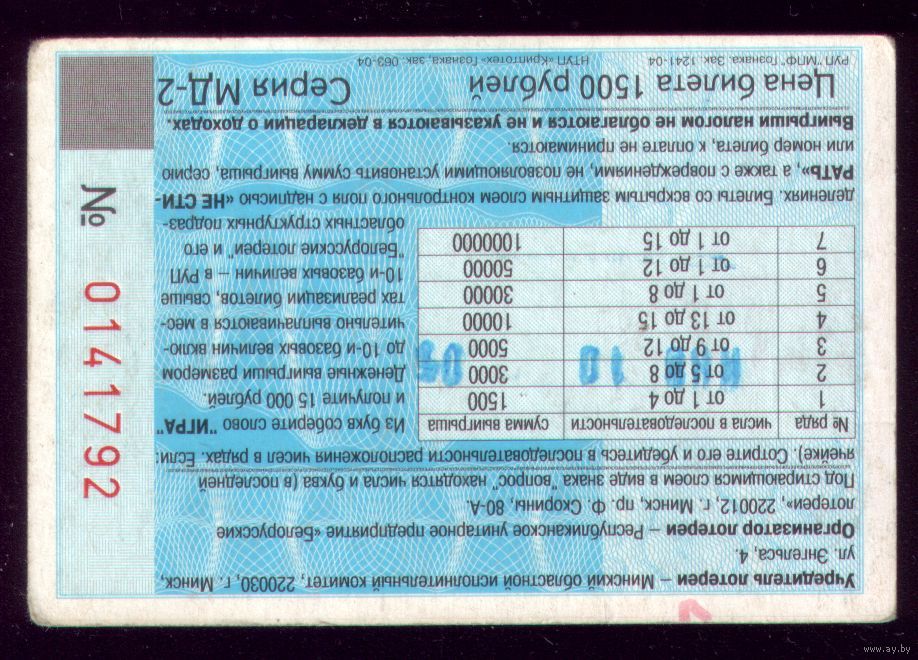 Учредитель лотереи – Минский областной исполнительный комитет, 220030, г. Минск,
ул. Энгельса, 4.
Организатор лотереи – Республиканское унитарное предприятие «Белорусские
лотереи», 220012, г. Минск, пр. Ф. Скорины, 80-А.
Под стирающимся слоем в виде знака "вопрос" находятся числа и буква (в последней
ячейке). Сотрите его и убедитесь в последовательности расположения чисел в рядах. Если:
№ ряда числа в последовательности сумма выигрыша
1 от 1 до 4 1500
2 от 5 до 8 3000
3 от 9 до 12 5000
4 от 13 до 15 10000
5 от 1 до 8 30000
6 от 1 до 12 50000
7 от 1 до 15 1000000
Из букв соберите слово "ИГРА"
и получите 15 000 рублей.
Денежные выигрыши размером
до 10-и базовых величин вклю-
чительно выплачиваются в мес-
тах реализации билетов, свыше
10-и базовых величин – в РУП
"Белорусские лотереи" и его
областных структурных подраз-
делениях. Билеты со вскрытым защитным слоем контрольного поля с надписью «НЕ СТИ-
РАТЬ», а также с повреждениями, не позволяющими установить сумму выигрыша, серию
или номер билета, к оплате не принимаются.
Выигрыши налогом не облагаются и не указываются в декларации о доходах.
Цена билета 1500 рублей Серия МД-2
РУП "МПФ" Гознака. Зак. 1241-04 НТУП «Криптотех» Гознака, зак. 063-04
№ 0141792
www.ay.by